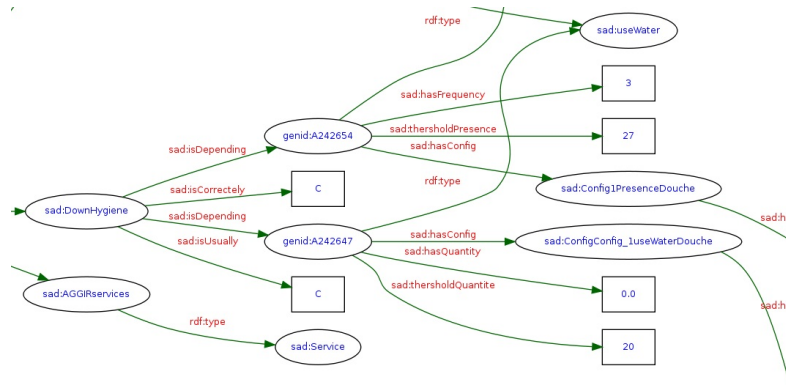 rdf:type
sad:useWater
sad:hasFrequency
3
sad:thersholdPresence
27
genid:A242654
sad:hasConfig
sad:isDepending
rdf:type
sad:Config1PresenceDouche
sad:isCorrectely
C
sad:DownHygiene
sad:isDepending
sad:h
genid:A242647
sad:hasConfig
sad:ConfigConfig_1useWaterDouche
sad:isUsually
sad:hasQuantity
sad:thersholdQuantite
C
0.0
sad:AGGIRservices
sad:h
rdf:type
sad:Service
20